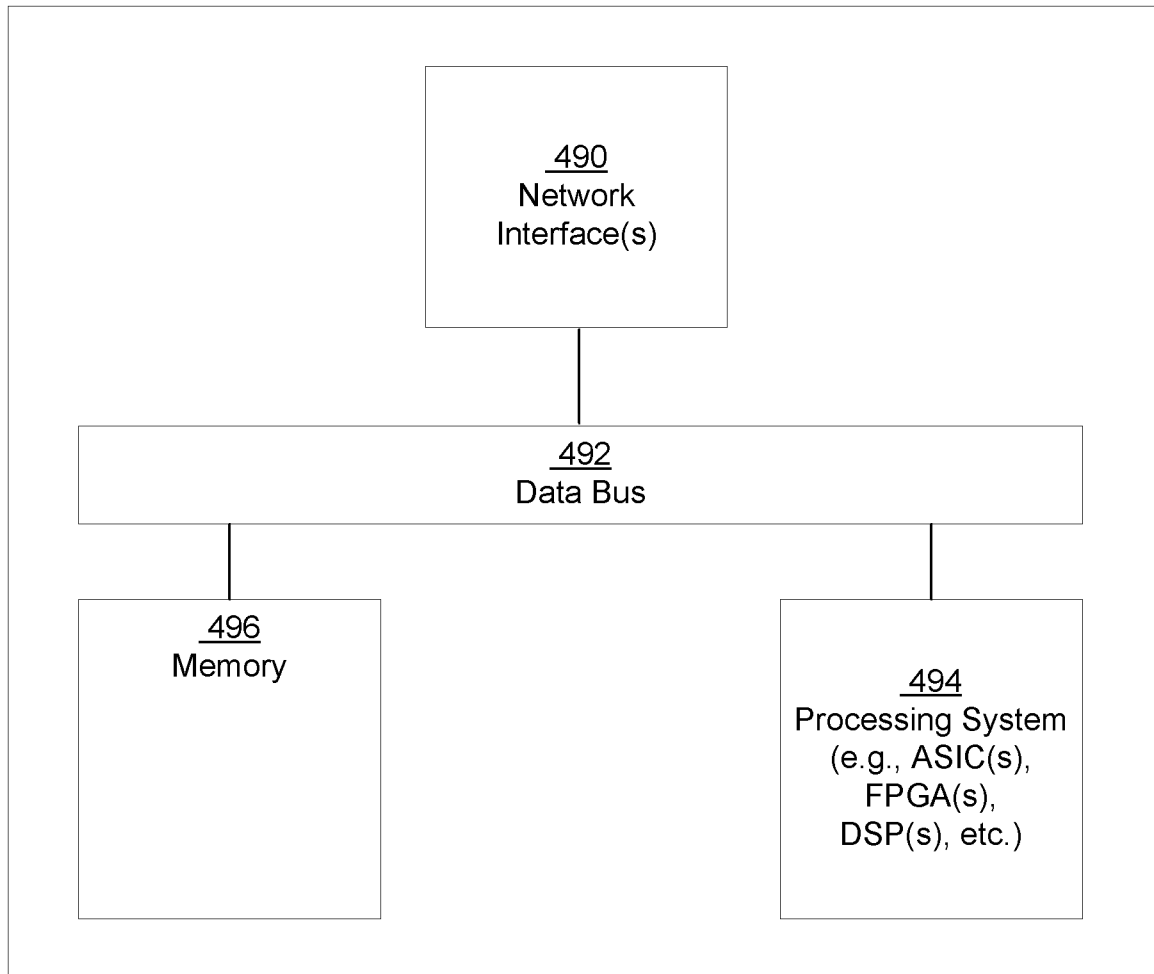 490
Network
Interface(s)
492
Data Bus
496
Memory
494
Processing System
(e.g., ASIC(s),
FPGA(s),
DSP(s), etc.)